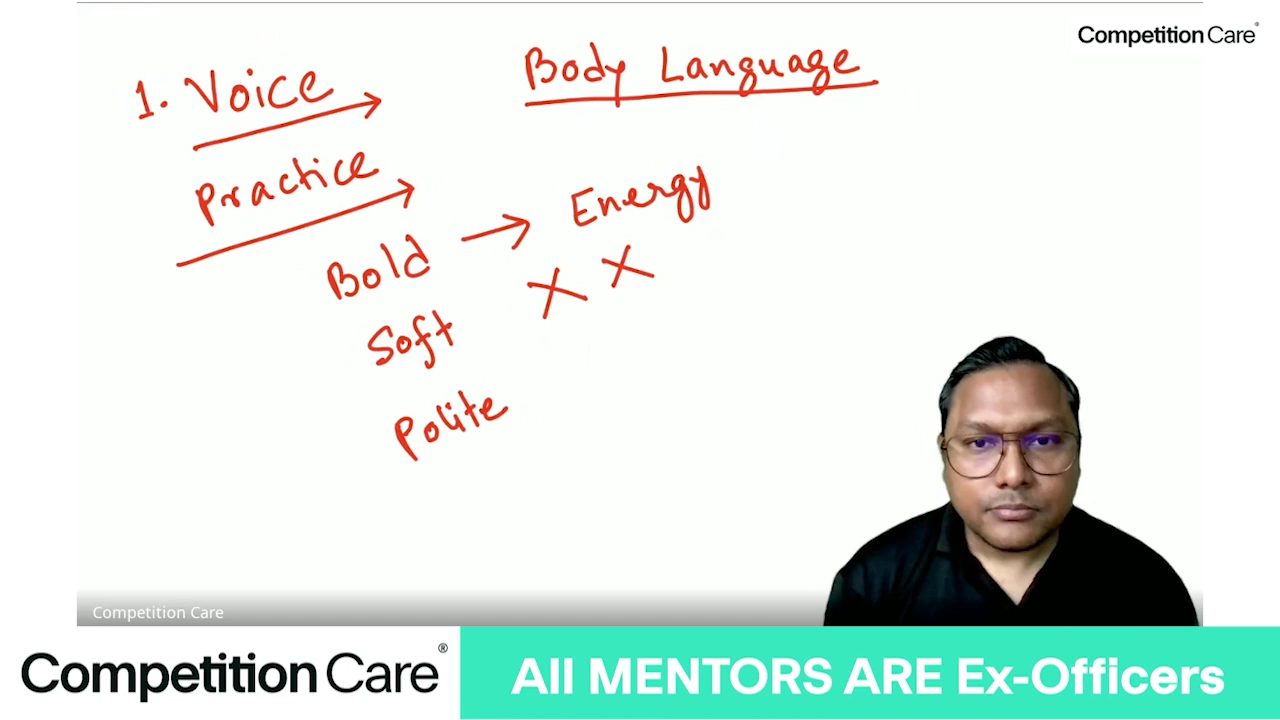 Competition Care®
1. Voice
Body Language
Practice
Bold → Energy
X X
Soft
Polite
Competition Care
Competition Care®
All MENTORS ARE Ex-Officers